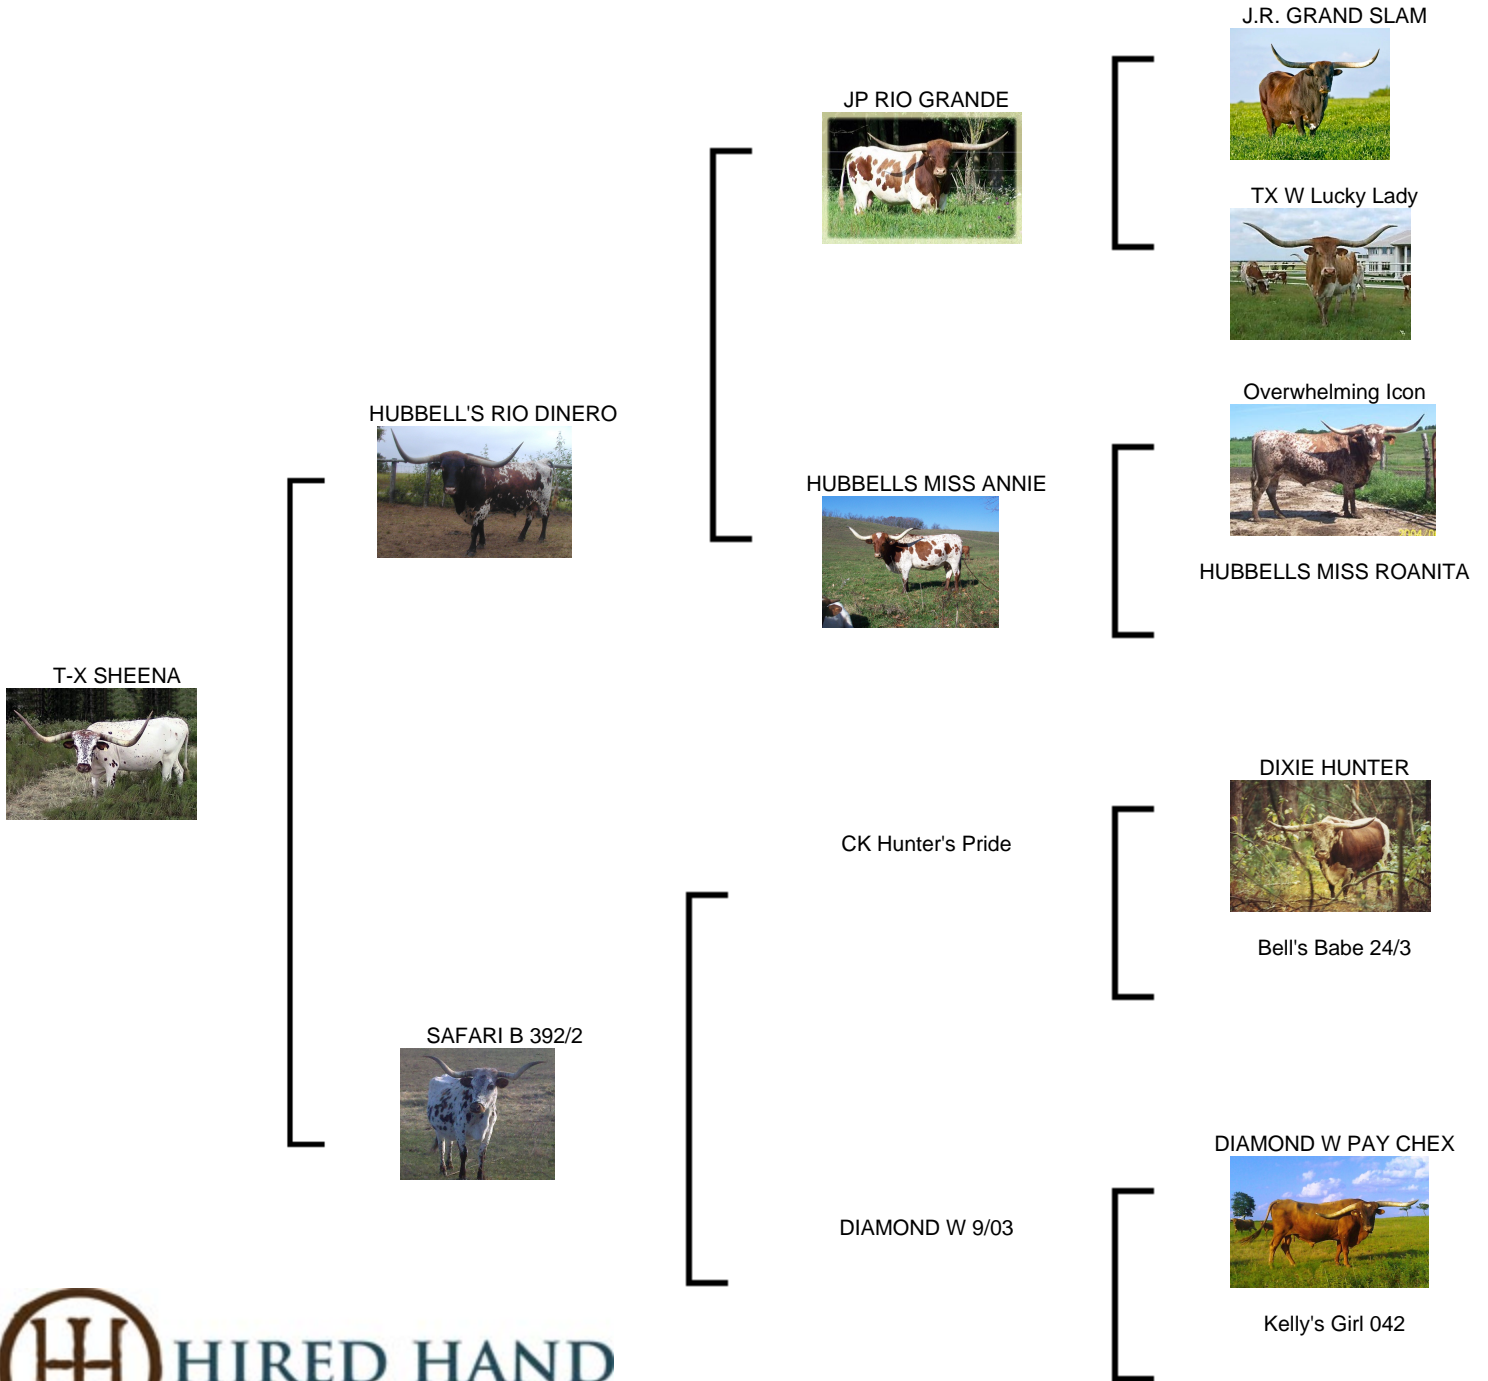 J.R. GRAND SLAM
JP RIO GRANDE
TX W Lucky Lady
Overwhelming Icon
HUBBELL'S RIO DINERO
HUBBELLS MISS ANNIE
HUBBELLS MISS ROANITA
T-X SHEENA
DIXIE HUNTER
CK Hunter's Pride
Bell's Babe 24/3
SAFARI B 392/2
DIAMOND W PAY CHEX
DIAMOND W 9/03
Kelly's Girl 042
HIRED HAND